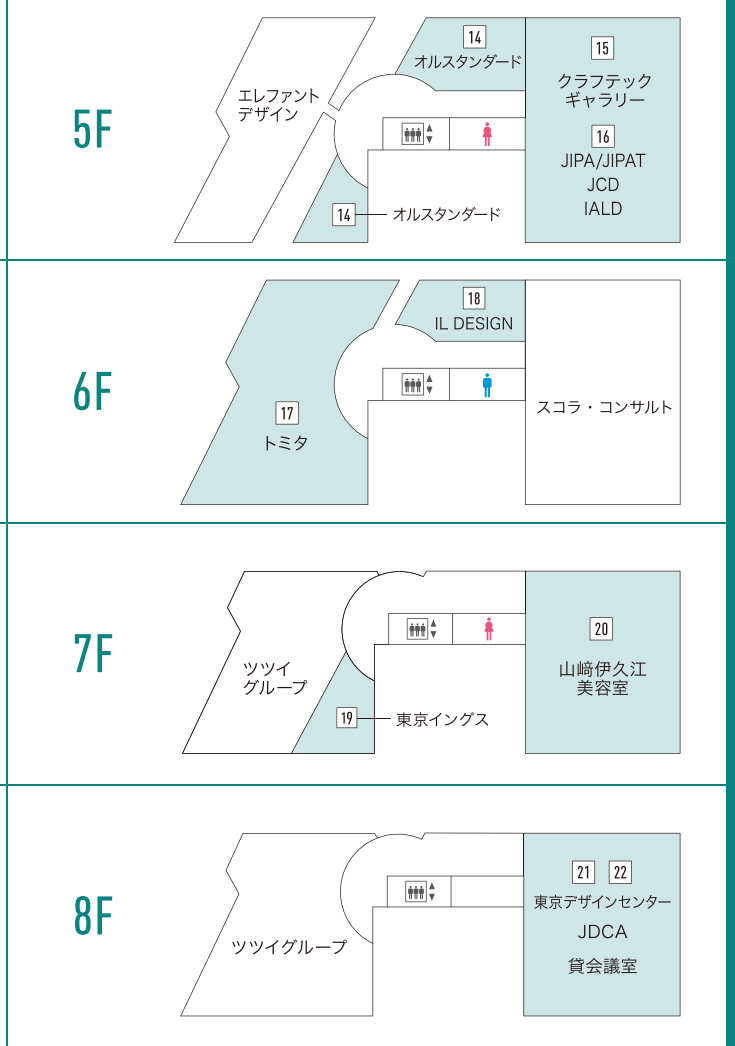 5F
14
オルスタンダード
エレファント
デザイン
15
クラフテック
ギャラリー
16
JIPA/JIPAT
JCD
IALD
14
オルスタンダード
6F
18
IL DESIGN
17
トミタ
スコラ・コンサルト
7F
ツツイ
グループ
19
東京イングス
20
山﨑伊久江
美容室
8F
ツツイグループ
21 22
東京デザインセンター
JDCA
貸会議室